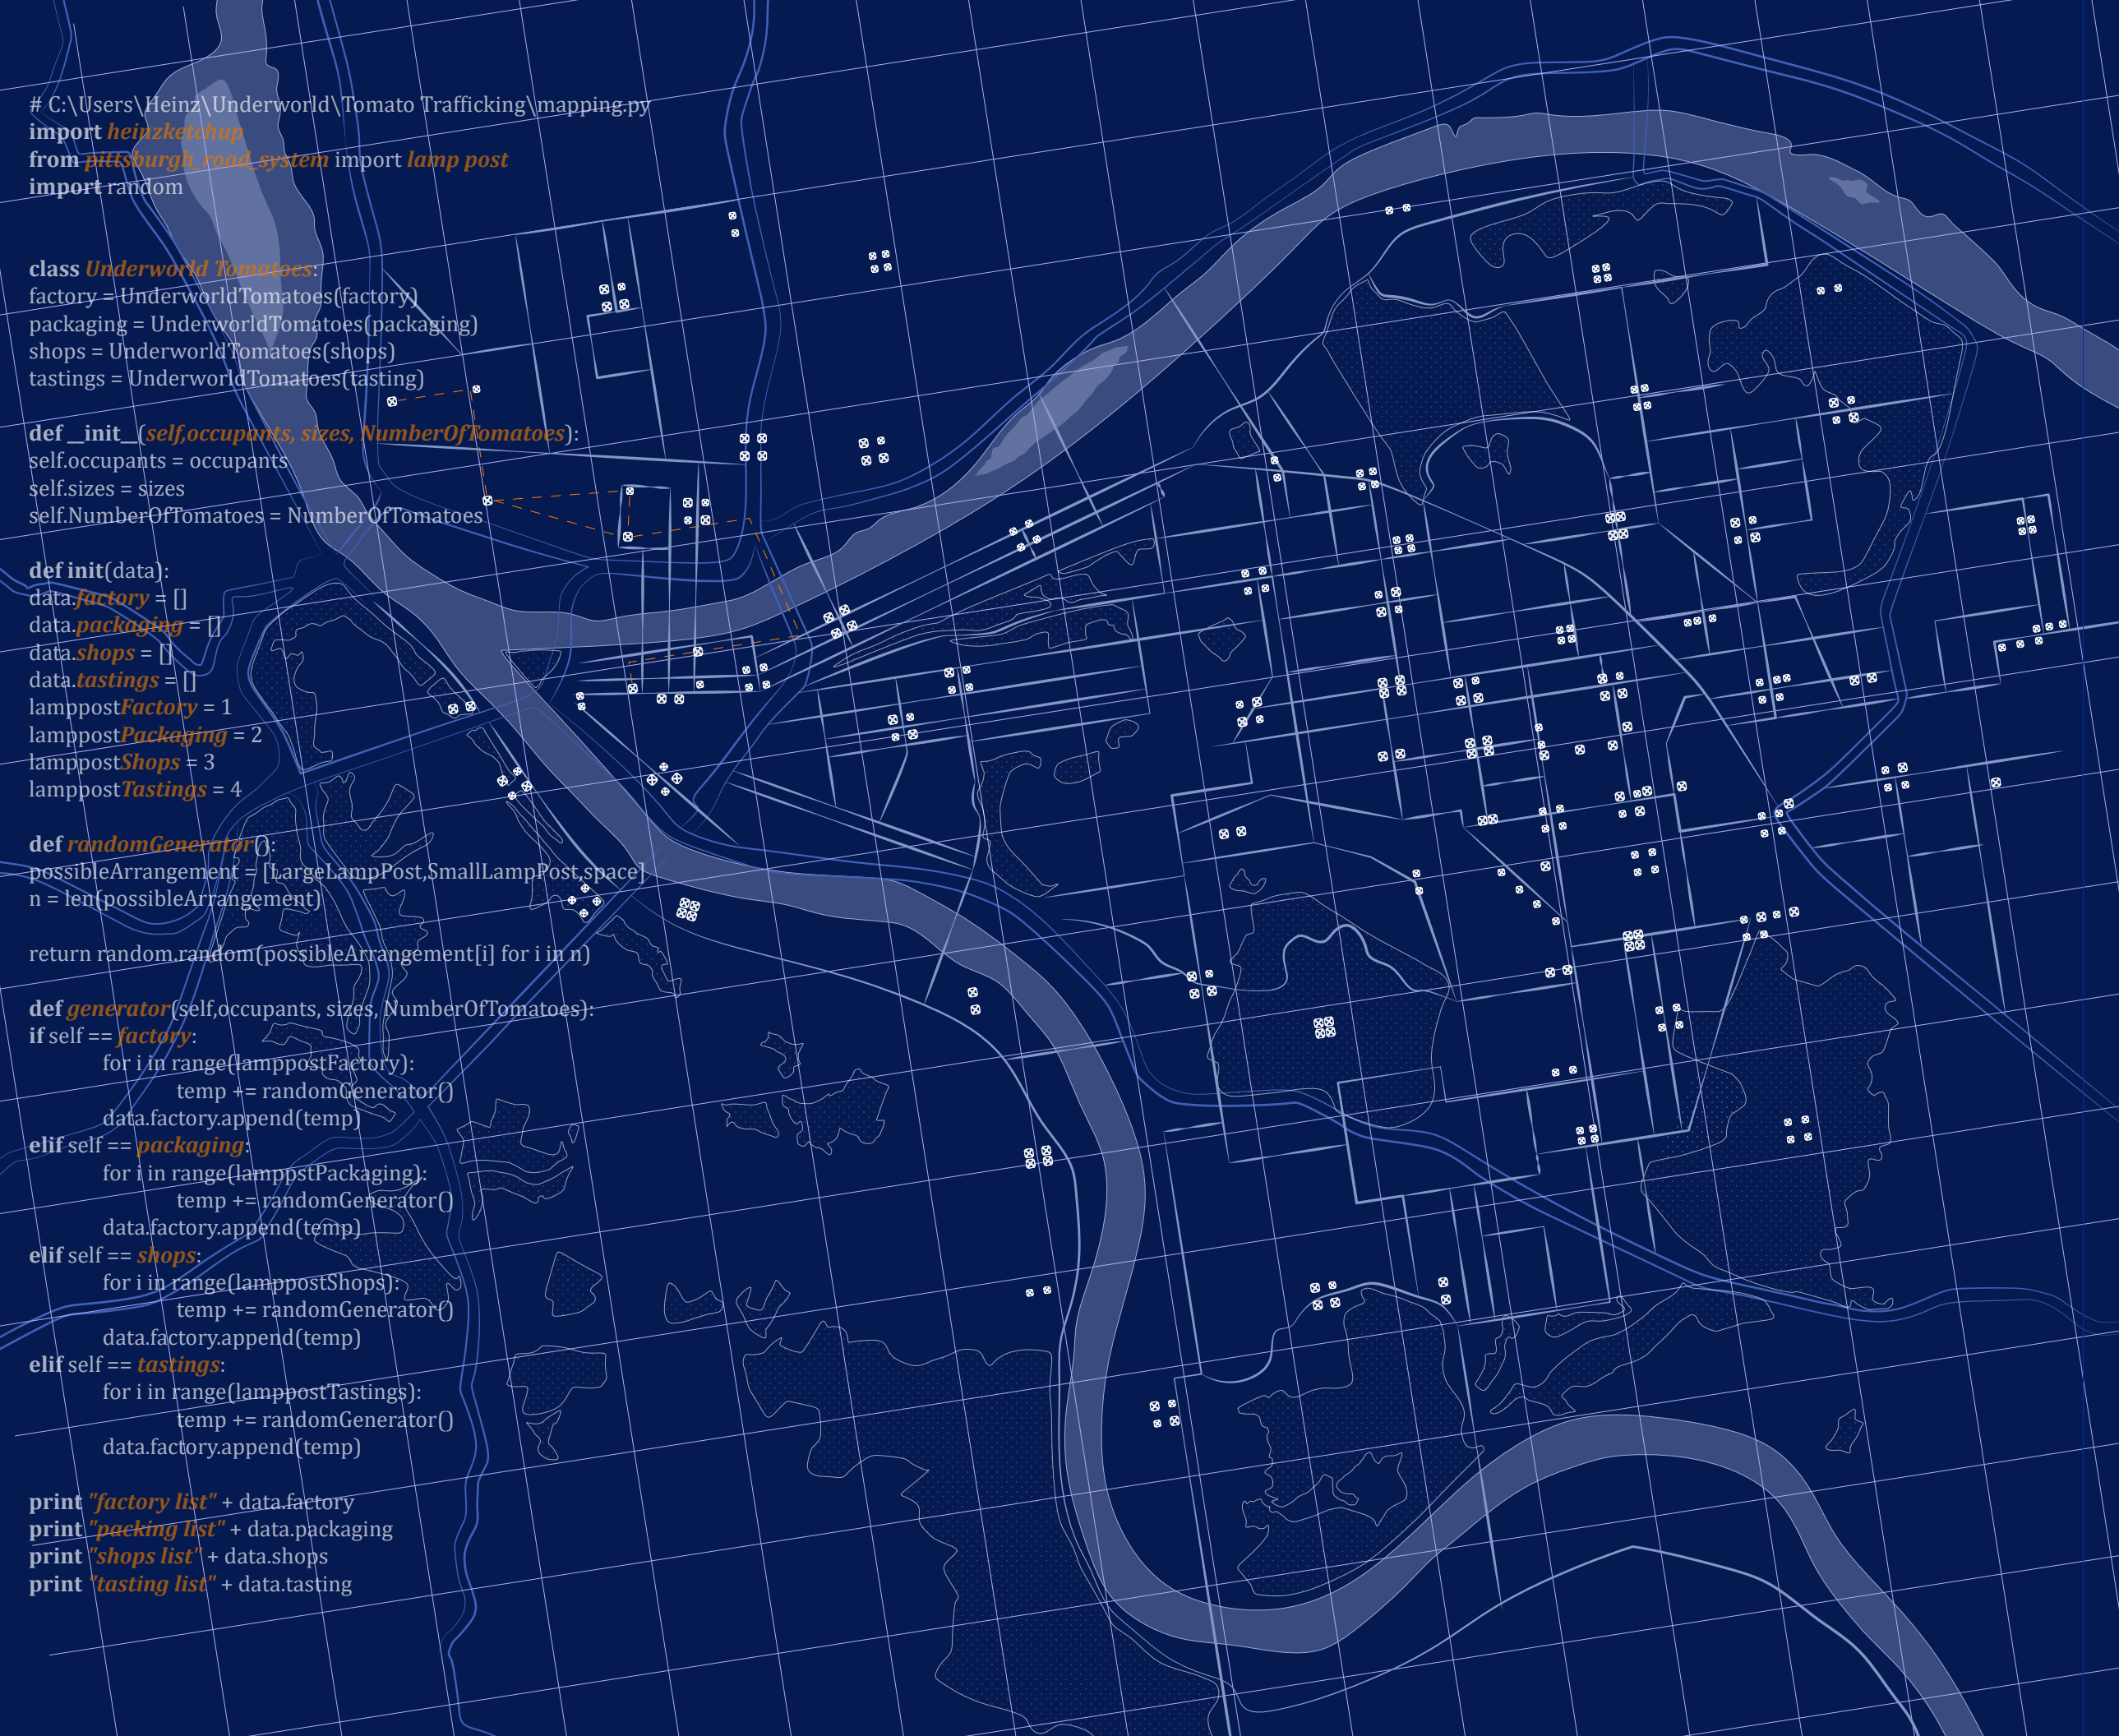 # C:\Users\Heinz\Underworld\Tomato Trafficking\mapping.py
import heinzketchup
from pittsburgh_road_system import lamp post
import random
class Underworld Tomatoes:
factory = UnderworldTomatoes(factory)
packaging = UnderworldTomatoes(packaging)
shops = UnderworldTomatoes(shops)
tastings = UnderworldTomatoes(tasting)
def __init__(self,occupants, sizes, NumberOfTomatoes):
self.occupants = occupants
self.sizes = sizes
self.NumberOfTomatoes = NumberOfTomatoes
def init(data):
data.factory = []
data.packaging = []
data.shops = []
data.tastings = []
lamppostFactory = 1
lamppostPackaging = 2
lamppostShops = 3
lamppostTastings = 4
def randomGenerator():
possibleArrangement = [LargeLampPost,SmallLampPost,space]
n = len(possibleArrangement)
return random.random(possibleArrangement[i] for i in n)
def generator(self,occupants, sizes, NumberOfTomatoes):
if self == factory:
for i in range(lamppostFactory):
temp += randomGenerator()
data.factory.append(temp)
elif self == packaging:
for i in range(lamppstPackaging):
temp += randomGenerator()
data.factory.append(temp)
elif self == shops:
for i in range(lamppostShops):
temp += randomGenerator()
data.factory.append(temp)
elif self == tastings:
for i in range(lamppostTastings):
temp += randomGenerator()
data.factory.append(temp)
print "factory list" + data.factory
print "packing list" + data.packaging
print "shops list" + data.shops
print "tasting list" + data.tasting